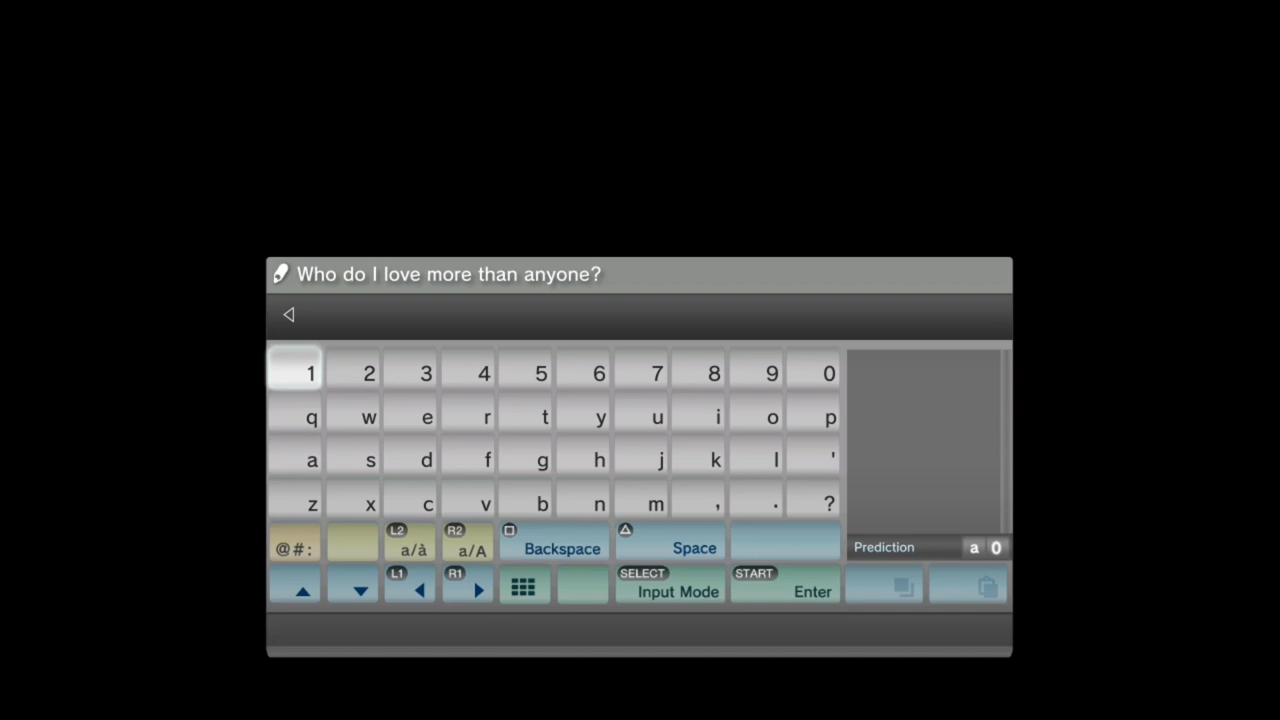 Who do I love more than anyone?
1 2 3 4 5 6 7 8 9 0
q w e r t y u i o p
a s d f g h j k l '
z x c v b n m , . ?
@#: L2 a/à R2 a/A Backspace Space
Prediction a 0
L1 R1 SELECT Input Mode START Enter